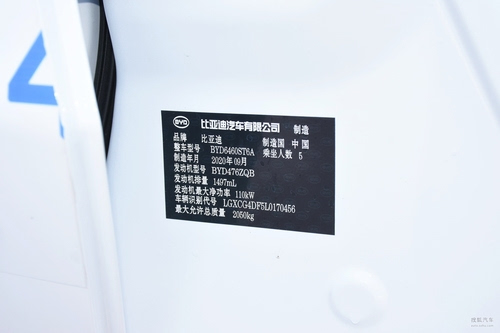 4
BYD 比亚迪汽车有限公司 制造
品牌 比亚迪 制造国 中国
整车型号 BYD6460ST6A 乘坐人数 5
制造年月 2020年09月
发动机型号 BYD476ZQB
发动机排量 1497mL
发动机最大净功率 110kW
车辆识别代号 LGXCG4DF5L0170456
最大允许总质量 2050kg